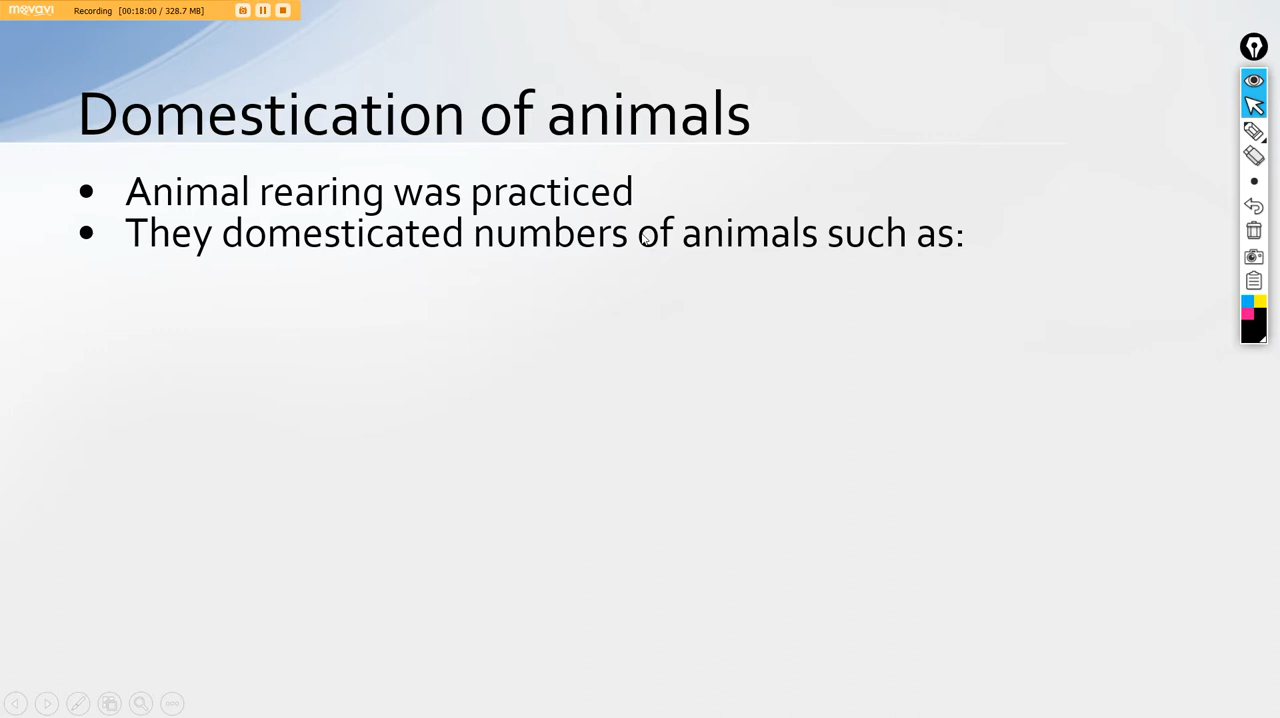 movavi Recording [00:18:00 / 328.7 MB]
Domestication of animals
• Animal rearing was practiced
• They domesticated numbers of animals such as: